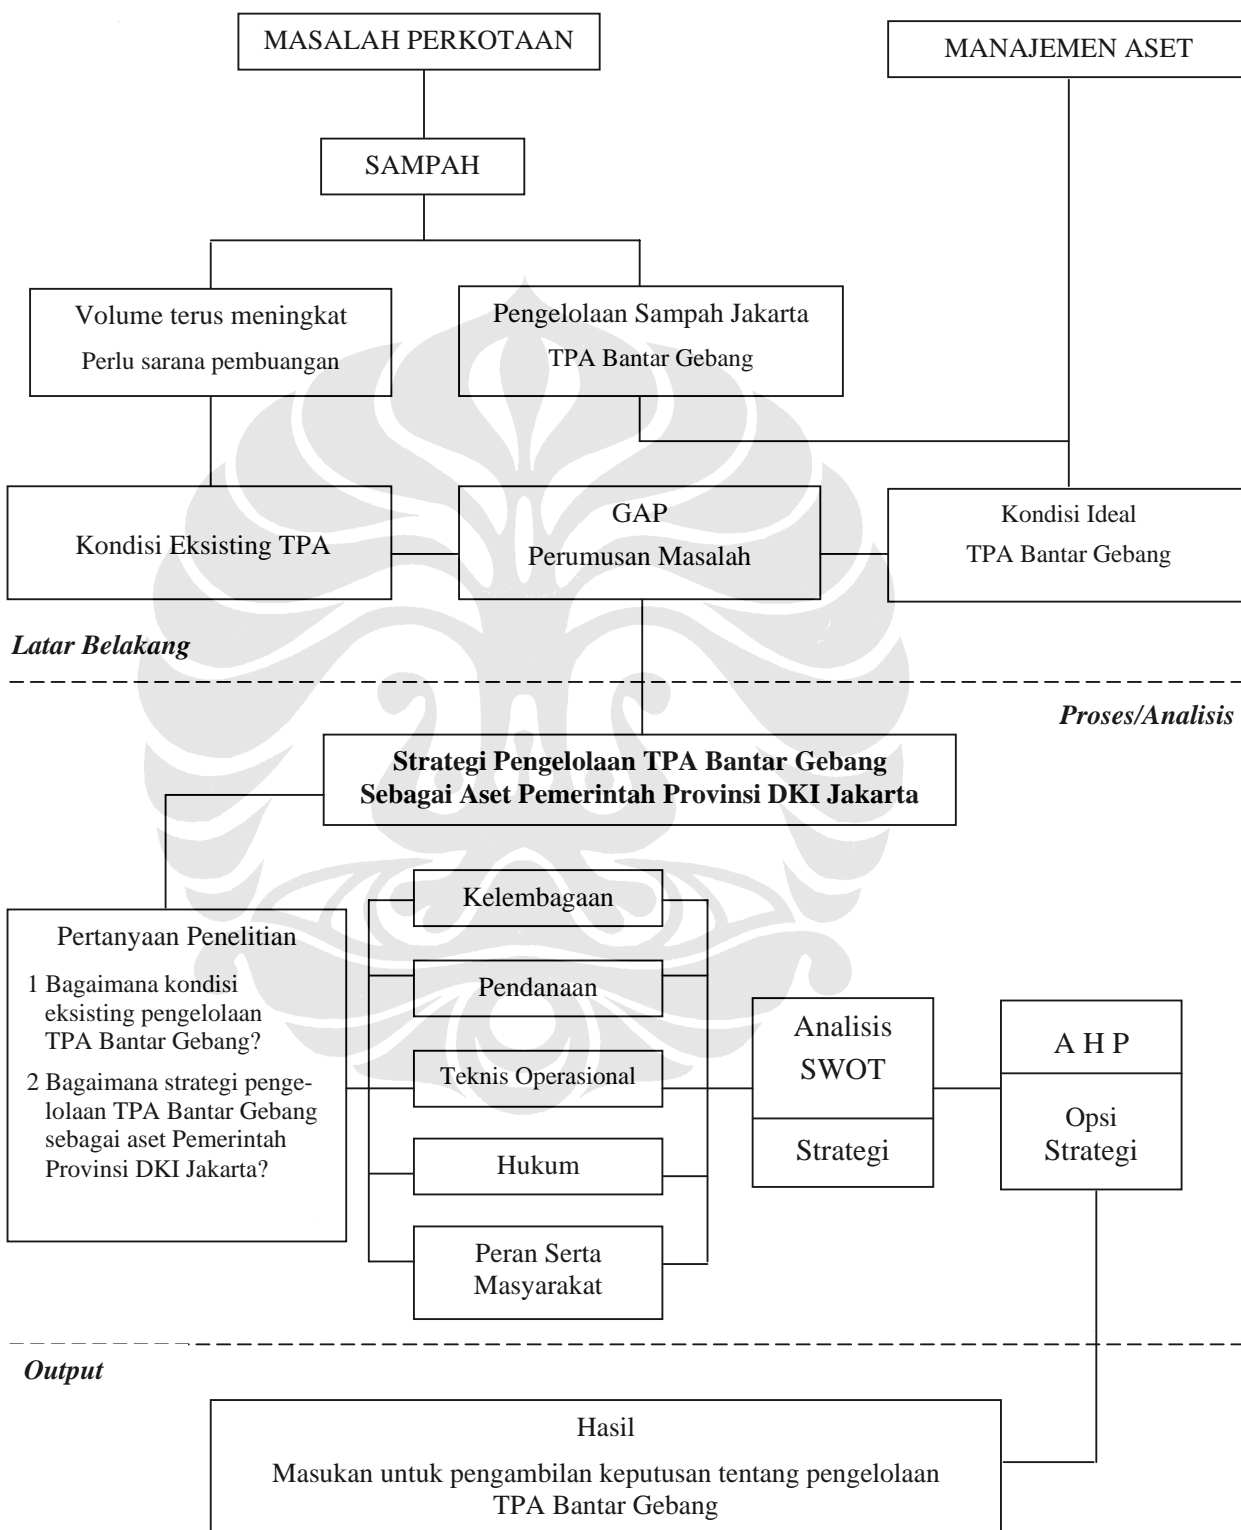 MASALAH PERKOTAAN
MANAJEMEN ASET
SAMPAH
Volume terus meningkat
Perlu sarana pembuangan
Pengelolaan Sampah Jakarta
TPA Bantar Gebang
Kondisi Eksisting TPA
GAP
Perumusan Masalah
Kondisi Ideal
TPA Bantar Gebang
Latar Belakang
Proses/Analisis
Strategi Pengelolaan TPA Bantar Gebang
Sebagai Aset Pemerintah Provinsi DKI Jakarta
Pertanyaan Penelitian
1 Bagaimana kondisi
eksisting pengelolaan
TPA Bantar Gebang?
2 Bagaimana strategi penge-
lolaan TPA Bantar Gebang
sebagai aset Pemerintah
Provinsi DKI Jakarta?
Kelembagaan
Pendanaan
Teknis Operasional
Hukum
Peran Serta
Masyarakat
Analisis
SWOT
Strategi
A H P
Opsi
Strategi
Output
Hasil
Masukan untuk pengambilan keputusan tentang pengelolaan
TPA Bantar Gebang